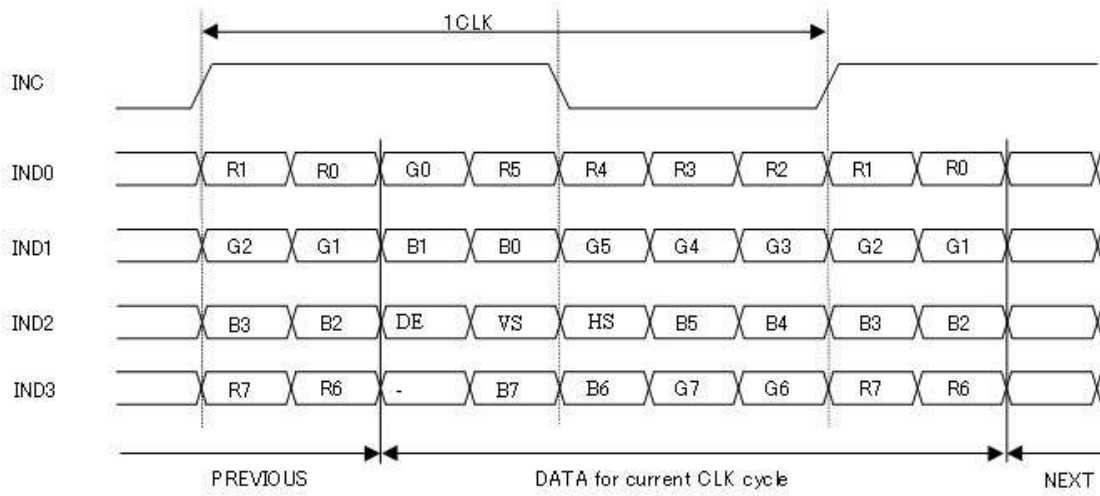 1CLK
INC
IND0 R1 R0 G0 R5 R4 R3 R2 R1 R0
IND1 G2 G1 B1 B0 G5 G4 G3 G2 G1
IND2 B3 B2 DE VS HS B5 B4 B3 B2
IND3 R7 R6 - B7 B6 G7 G6 R7 R6
PREVIOUS DATA for current CLK cycle NEXT